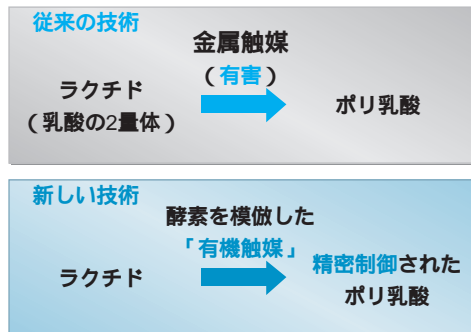 従来の技術
金属触媒
（有害）
ラクチド
（乳酸の2量体）
ポリ乳酸
新しい技術
酵素を模倣した
「有機触媒」
ラクチド
精密制御された
ポリ乳酸